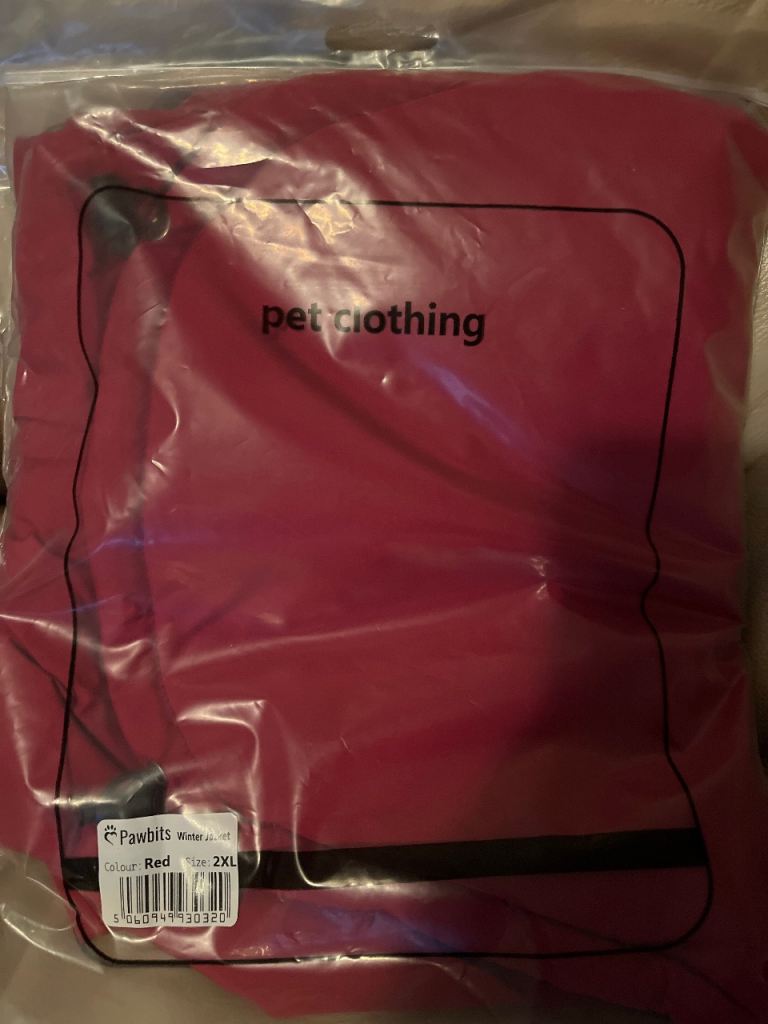 pet clothing
Pawbits Winter Jacket
Colour: Red Size: 2XL
5 060949 930320